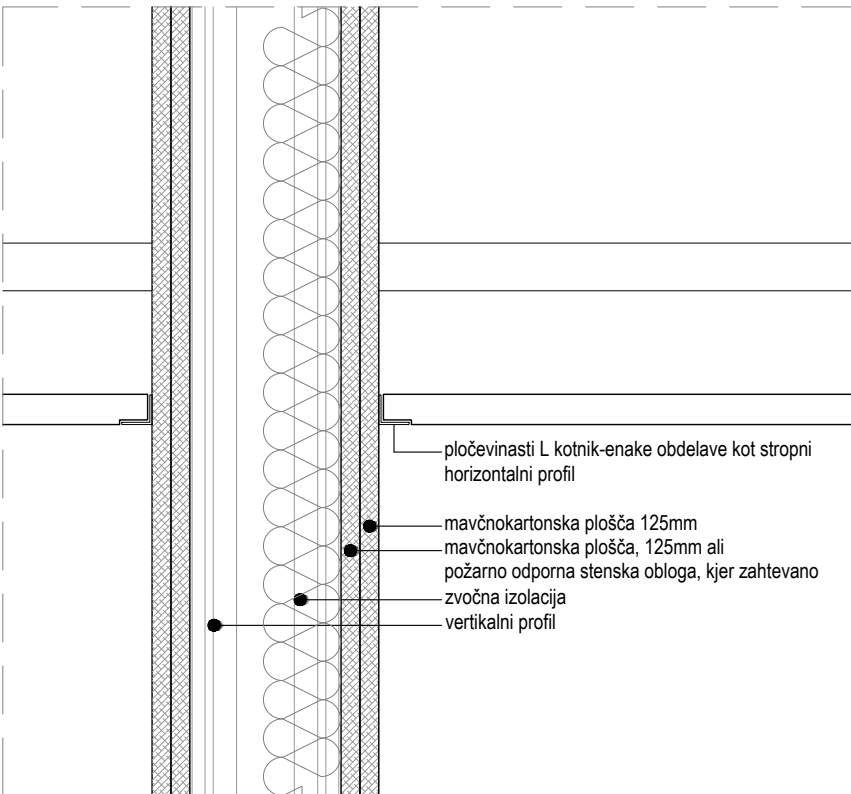 pločevinasti L kotnik-enake obdelave kot stropni
horizontalni profil
mavčnokartonska plošča 125mm
mavčnokartonska plošča, 125mm ali
požarno odporna stenska obloga, kjer zahtevano
zvočna izolacija
vertikalni profil